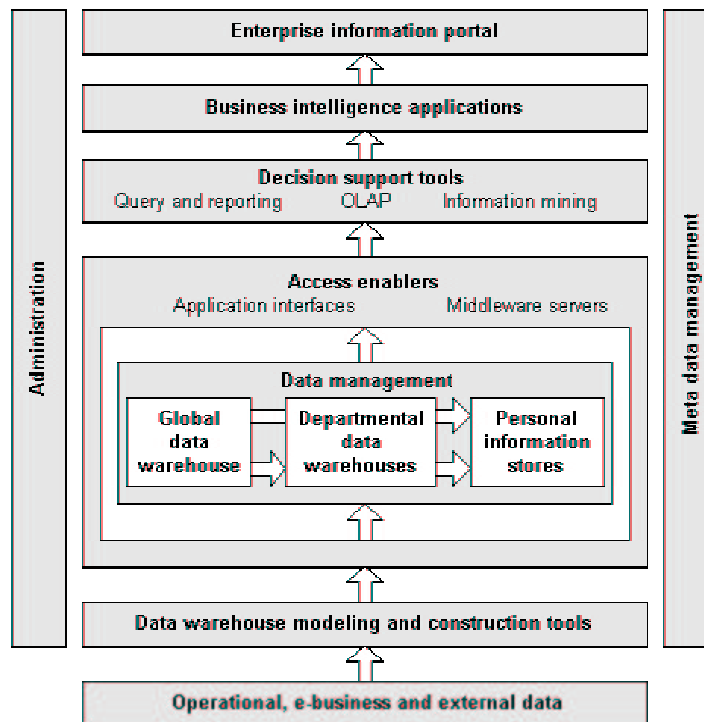 Enterprise information portal
Business intelligence applications
Decision support tools
Query and reporting OLAP Information mining
Access enablers
Application interfaces Middleware servers
Data management
Global
data
warehouse
Departmental
data
warehouses
Personal
information
stores
Data warehouse modeling and construction tools
Operational, e-business and external data
Administration
Meta data management